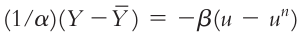 (1/α)(Y − Y̅) = −β(u − uⁿ)